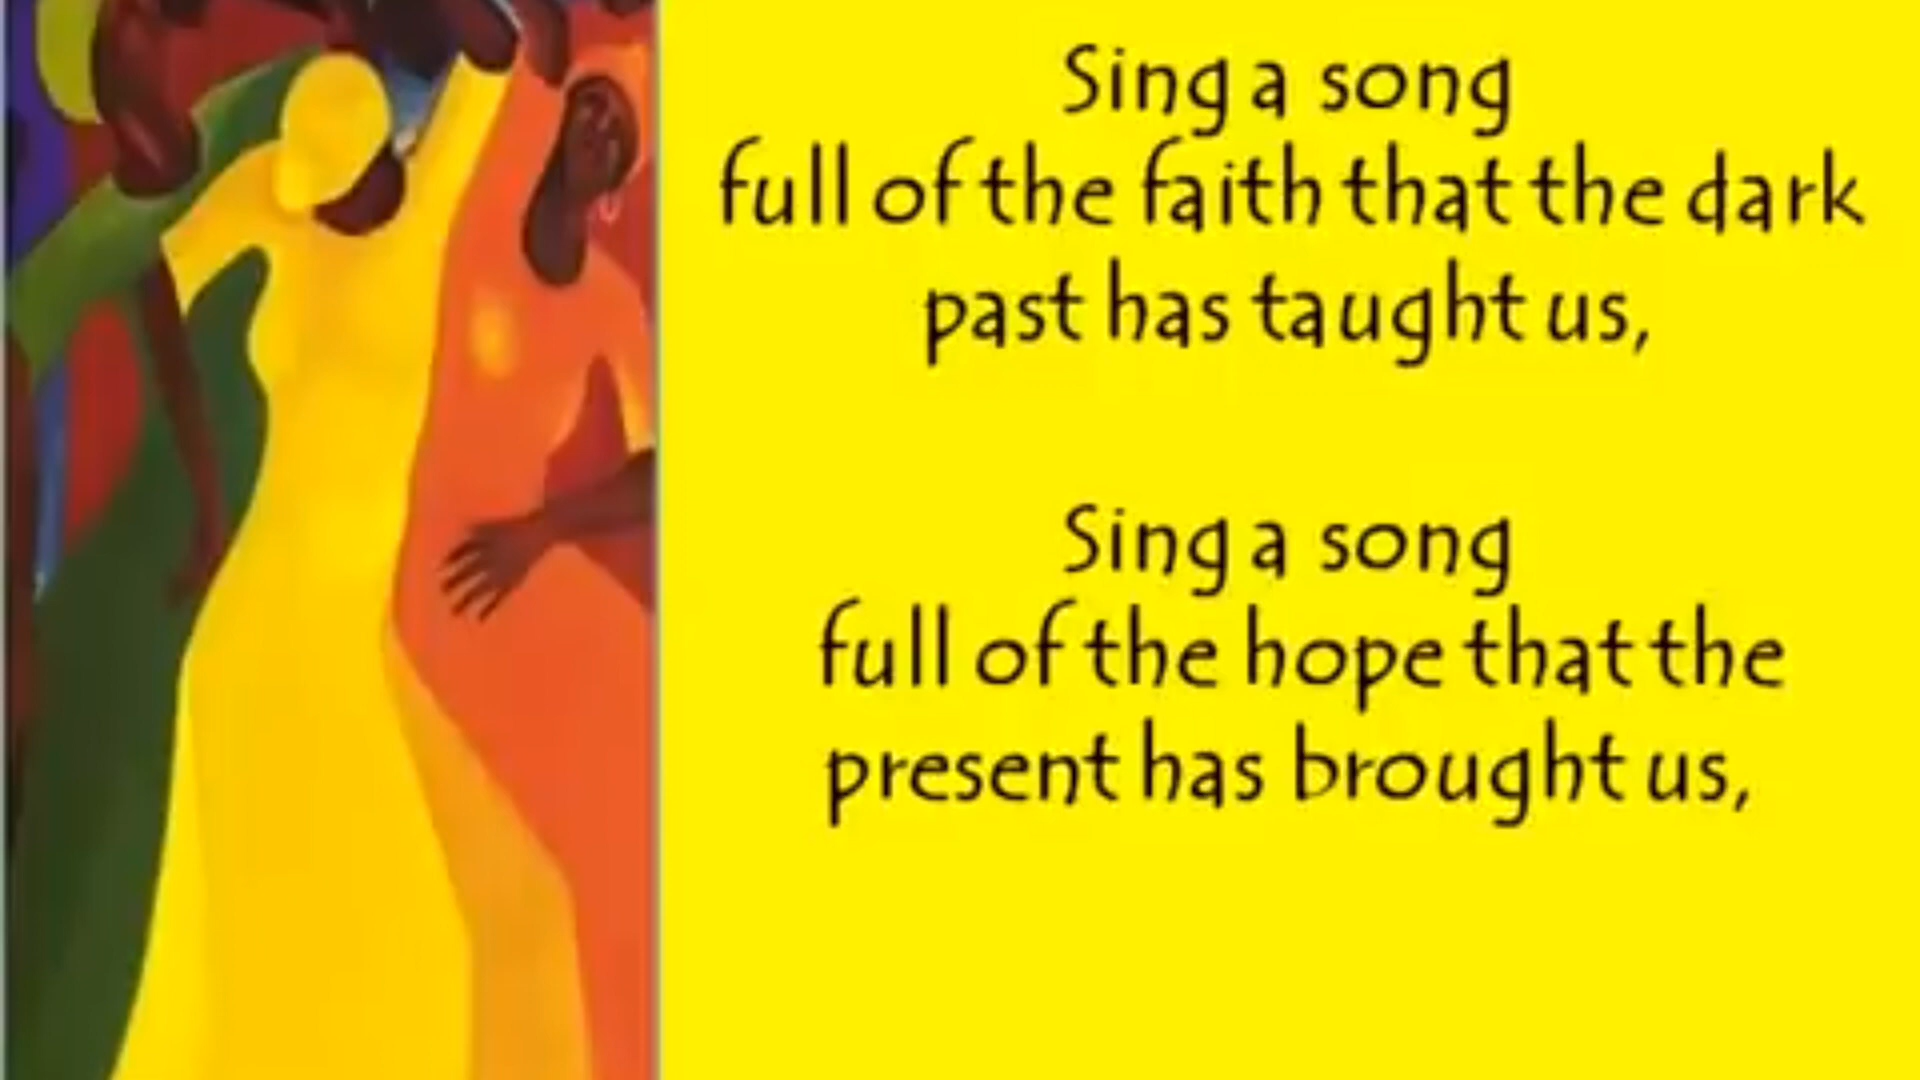 Sing a song
full of the faith that the dark
past has taught us,
Sing a song
full of the hope that the
present has brought us,